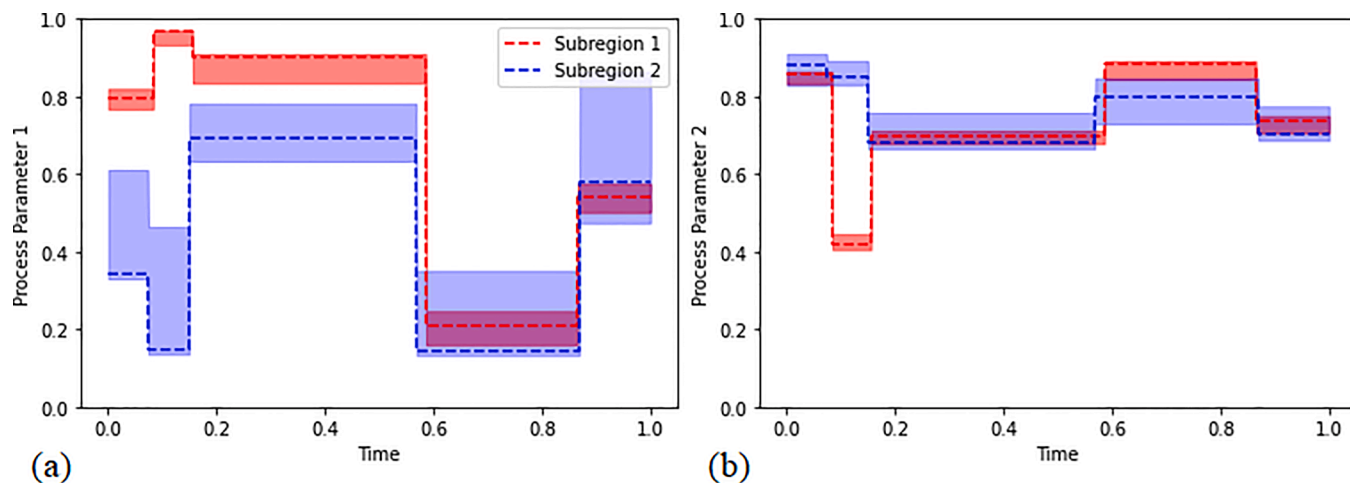 1.0
0.8
0.6
0.4
0.2
0.0
Process Parameter 1
Subregion 1
Subregion 2
0.0 0.2 0.4 0.6 0.8 1.0
Time
(a)
1.0
0.8
0.6
0.4
0.2
0.0
Process Parameter 2
0.0 0.2 0.4 0.6 0.8 1.0
Time
(b)